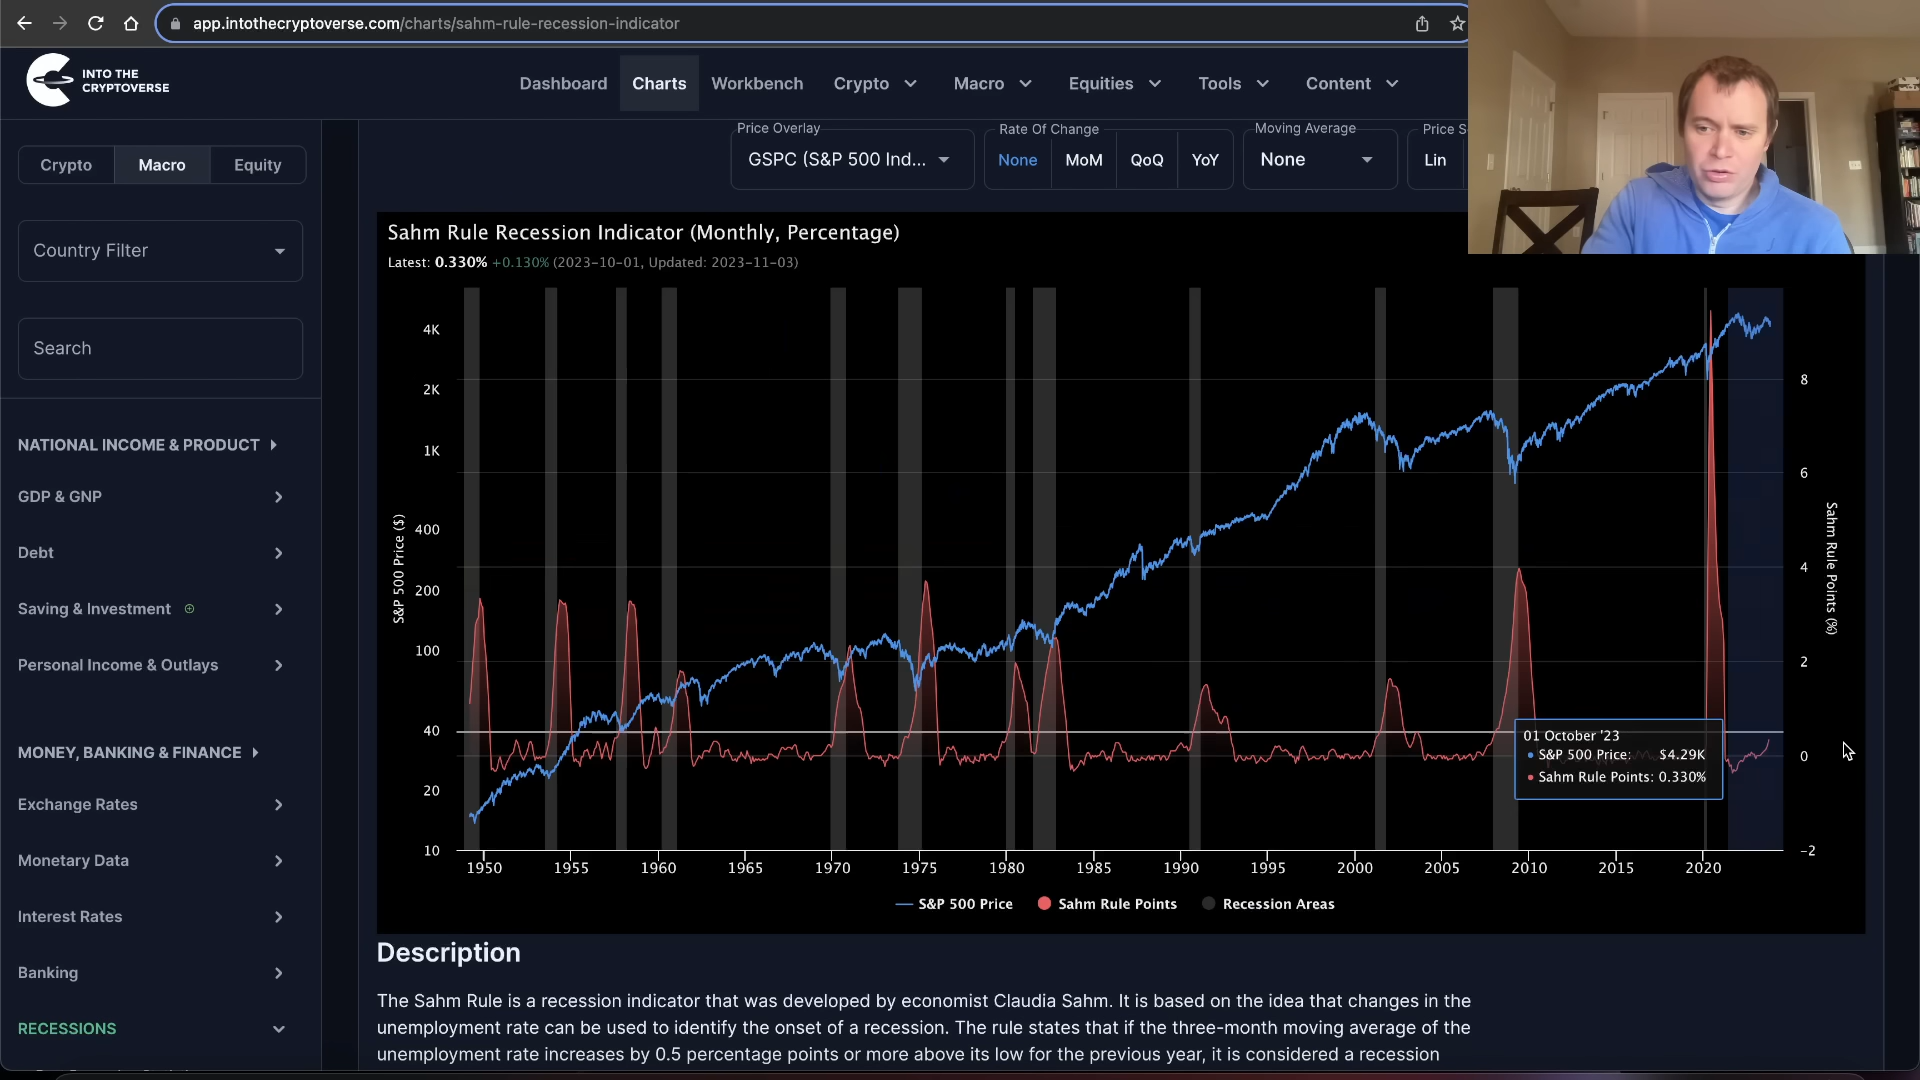 app.intothecryptoverse.com/charts/sahm-rule-recession-indicator
INTO THE
CRYPTOVERSE
Dashboard
Charts
Workbench
Crypto
Macro
Equities
Tools
Content
Crypto
Macro
Equity
Country Filter
Search
NATIONAL INCOME & PRODUCT
GDP & GNP
Debt
Saving & Investment
Personal Income & Outlays
MONEY, BANKING & FINANCE
Exchange Rates
Monetary Data
Interest Rates
Banking
RECESSIONS
Price Overlay
GSPC (S&P 500 Ind...
Rate Of Change
None
MoM
QoQ
YoY
Moving Average
None
Price S
Lin
Sahm Rule Recession Indicator (Monthly, Percentage)
Latest: 0.330% +0.130% (2023-10-01, Updated: 2023-11-03)
S&P 500 Price ($)
4K
2K
1K
400
200
100
40
20
10
8
6
4
2
0
−2
Sahm Rule Points (%)
01 October '23
S&P 500 Price: $4.29K
Sahm Rule Points: 0.330%
1950
1955
1960
1965
1970
1975
1980
1985
1990
1995
2000
2005
2010
2015
2020
S&P 500 Price
Sahm Rule Points
Recession Areas
Description
The Sahm Rule is a recession indicator that was developed by economist Claudia Sahm. It is based on the idea that changes in the
unemployment rate can be used to identify the onset of a recession. The rule states that if the three-month moving average of the
unemployment rate increases by 0.5 percentage points or more above its low for the previous year, it is considered a recession